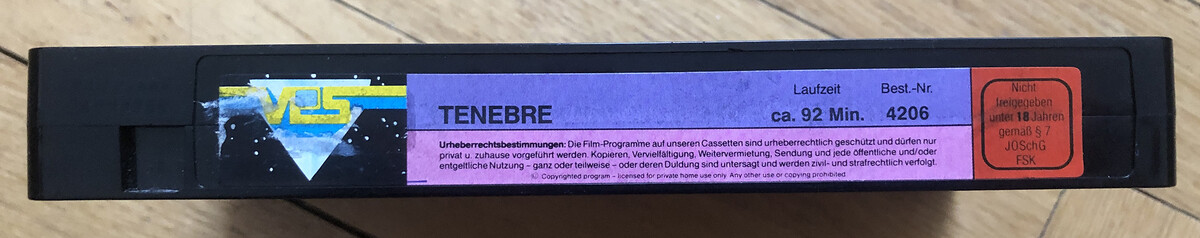 VPS
TENEBRE
Laufzeit
ca. 92 Min.
Best.-Nr.
4206
Urheberrechtsbestimmungen: Die Film-Programme auf unseren Cassetten sind urheberrechtlich geschützt und dürfen nur
privat u. zuhause vorgeführt werden. Kopieren, Vervielfältigung, Weitervermietung, Sendung und jede öffentliche und/oder
entgeltliche Nutzung – ganz oder teilweise – oder deren Duldung sind untersagt und werden zivil- und strafrechtlich verfolgt.
© Copyrighted program – licensed for private home use only. Any other use or copying prohibited
Nicht
freigegeben
unter 18 Jahren
gemäß § 7
JÖSchG
FSK